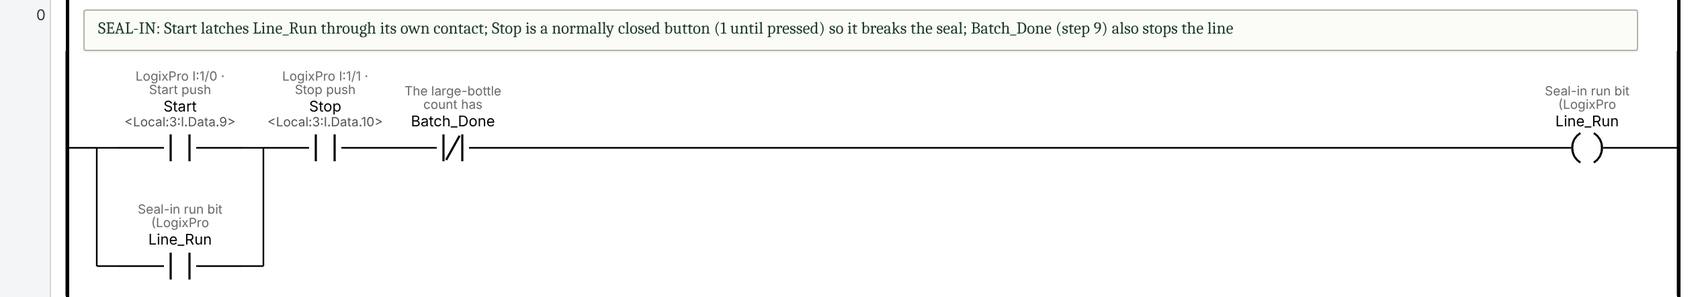 0
SEAL-IN: Start latches Line_Run through its own contact; Stop is a normally closed button (1 until pressed) so it breaks the seal; Batch_Done (step 9) also stops the line
LogixPro I:1/0 ·
Start push
Start
<Local:3:I.Data.9>
LogixPro I:1/1 ·
Stop push
Stop
<Local:3:I.Data.10>
The large-bottle
count has
Batch_Done
Seal-in run bit
(LogixPro
Line_Run
Seal-in run bit
(LogixPro
Line_Run